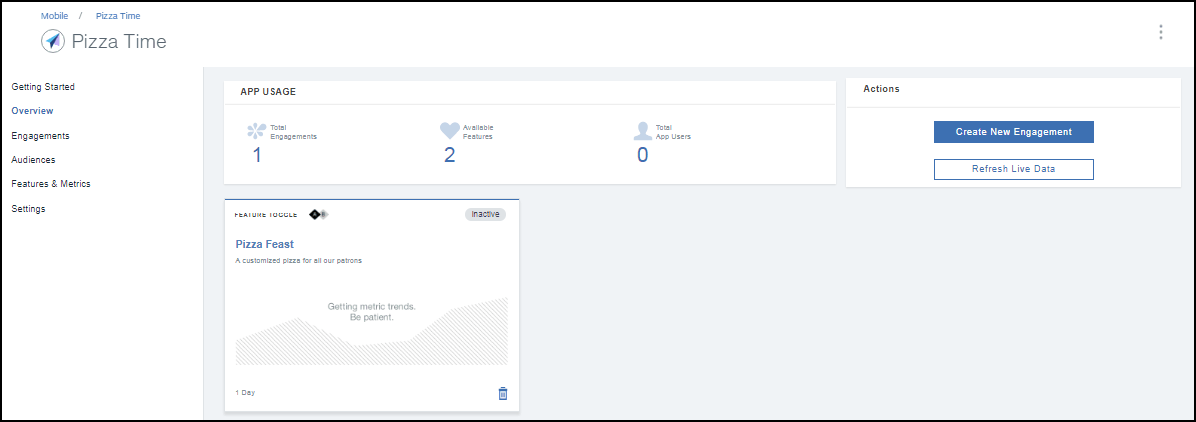 Mobile / Pizza Time
Pizza Time
Getting Started
Overview
Engagements
Audiences
Features & Metrics
Settings
APP USAGE
Total
Engagements
1
Available
Features
2
Total
App Users
0
Actions
Create New Engagement
Refresh Live Data
FEATURE TOGGLE
Inactive
Pizza Feast
A customized pizza for all our patrons
Getting metric trends.
Be patient.
1 Day